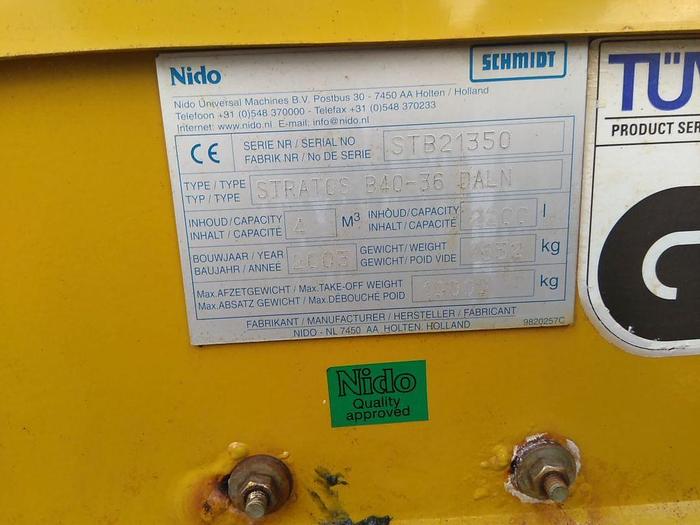 Nido
SCHMIDT
Nido Universal Machines B.V. Postbus 30 - 7450 AA Holten / Holland
Telefoon +31 (0)548 370000 - Telefax +31 (0)548 370233
Internet: www.nido.nl E-mail: info@nido.nl
CE
SERIE NR / SERIAL NO
FABRIK NR / No DE SERIE
STB21350
TYPE / TYPE
TYP / TYPE
STRATOS B40-36 DALN
INHOUD / CAPACITY
INHALT / CAPACITÉ
4 M³
INHOUD / CAPACITY
INHALT / CAPACITÉ
l
BOUWJAAR / YEAR
BAUJAHR / ANNEÉ
2003
GEWICHT / WEIGHT
GEWICHT / POID VIDE
kg
Max. AFZETGEWICHT / Max. TAKE-OFF WEIGHT
Max. ABSATZ GEWICHT / Max. DÉBOUCHE POID
kg
FABRIKANT / MANUFACTURER / HERSTELLER / FABRICANT
NIDO - NL 7450 AA HOLTEN, HOLLAND
9820257C
TÜV
PRODUCT SER
Nido
Quality
approved